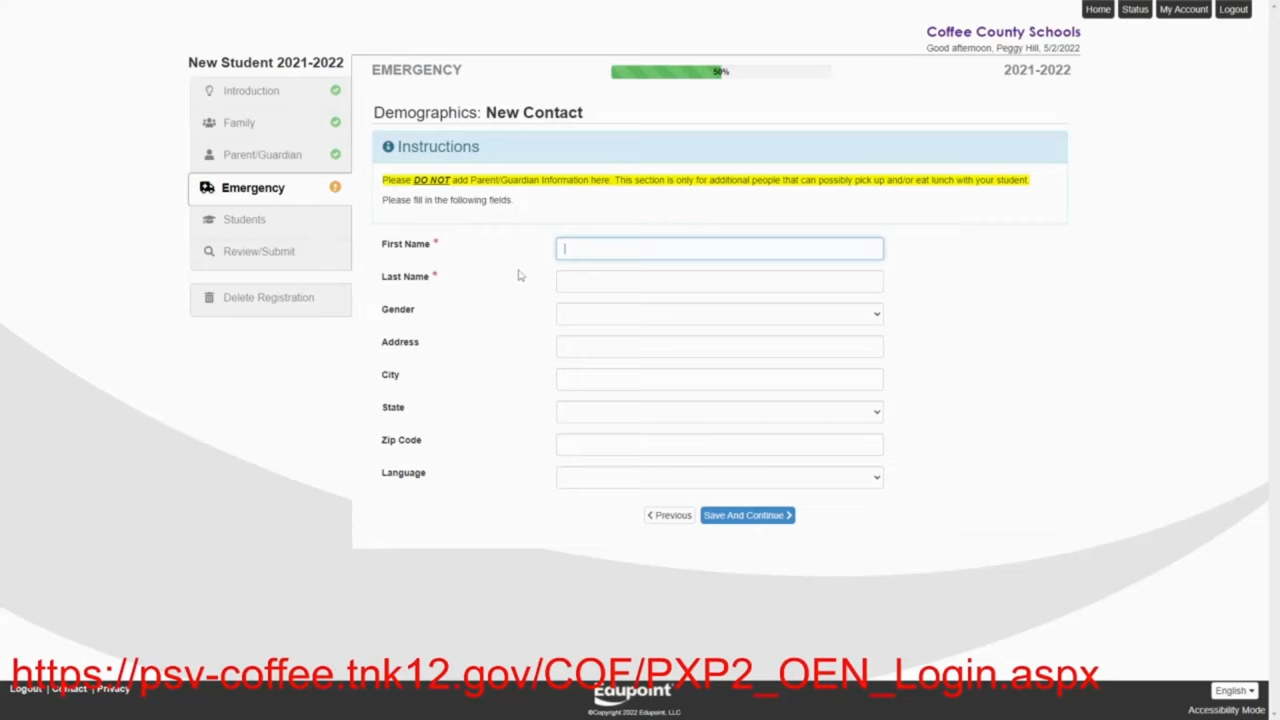 Home Status My Account Logout
Coffee County Schools
Good afternoon, Peggy Hill, 5/2/2022
New Student 2021-2022
Introduction
Family
Parent/Guardian
Emergency
Students
Review/Submit
Delete Registration
EMERGENCY 50% 2021-2022
Demographics: New Contact
Instructions
Please DO NOT add Parent/Guardian Information here. This section is only for additional people that can possibly pick up and/or eat lunch with your student.
Please fill in the following fields.
First Name *
Last Name *
Gender
Address
City
State
Zip Code
Language
Previous Save And Continue
https://psv-coffee.tnk12.gov/COF/PXP2_OEN_Login.aspx
Logout | Contact | Privacy
Edupoint
©Copyright 2022 Edupoint, LLC
English
Accessibility Mode